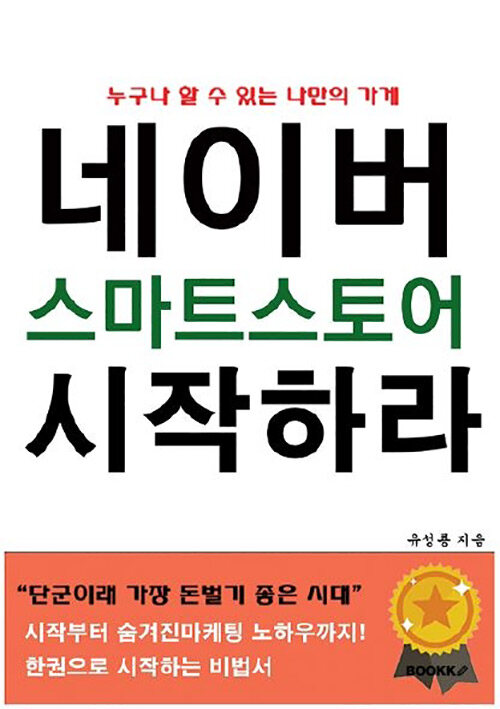 누구나 할 수 있는 나만의 가게
네이버
스마트스토어
시작하라
유성룡 지음
“단군이래 가장 돈벌기 좋은 시대”
시작부터 숨겨진마케팅 노하우까지!
한권으로 시작하는 비법서
BOOKK